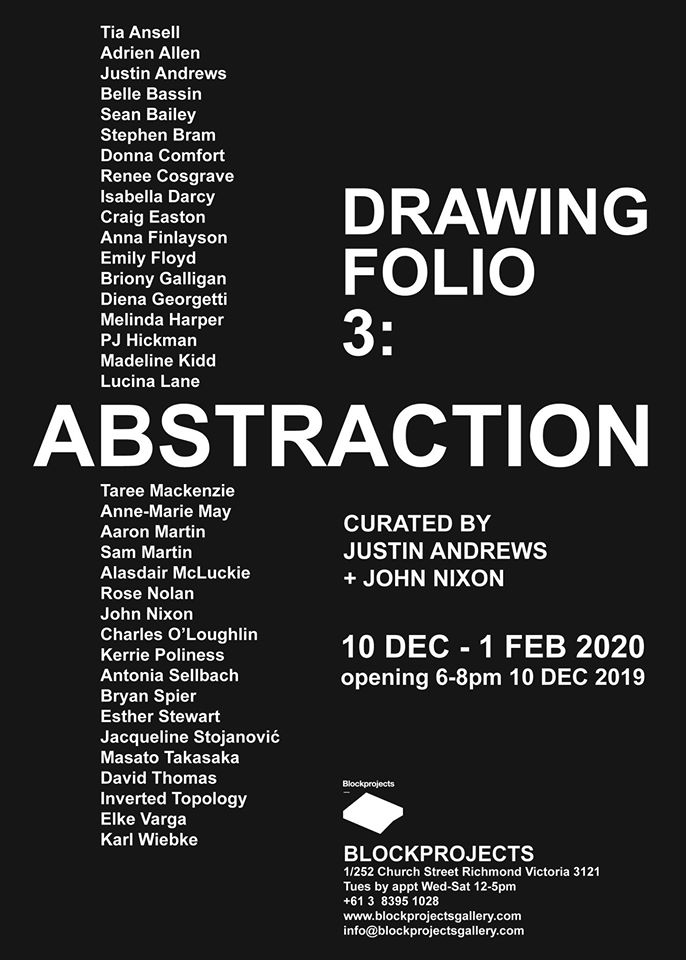 Tia Ansell
Adrien Allen
Justin Andrews
Belle Bassin
Sean Bailey
Stephen Bram
Donna Comfort
Renee Cosgrave
Isabella Darcy
Craig Easton
Anna Finlayson
Emily Floyd
Briony Galligan
Diena Georgetti
Melinda Harper
PJ Hickman
Madeline Kidd
Lucina Lane
DRAWING
FOLIO
3:
ABSTRACTION
Taree Mackenzie
Anne-Marie May
Aaron Martin
Sam Martin
Alasdair McLuckie
Rose Nolan
John Nixon
Charles O’Loughlin
Kerrie Poliness
Antonia Sellbach
Bryan Spier
Esther Stewart
Jacqueline Stojanović
Masato Takasaka
David Thomas
Inverted Topology
Elke Varga
Karl Wiebke
CURATED BY
JUSTIN ANDREWS
+ JOHN NIXON
10 DEC - 1 FEB 2020
opening 6-8pm 10 DEC 2019
Blockprojects
BLOCKPROJECTS
1/252 Church Street Richmond Victoria 3121
Tues by appt Wed-Sat 12-5pm
+61 3 8395 1028
www.blockprojectsgallery.com
info@blockprojectsgallery.com